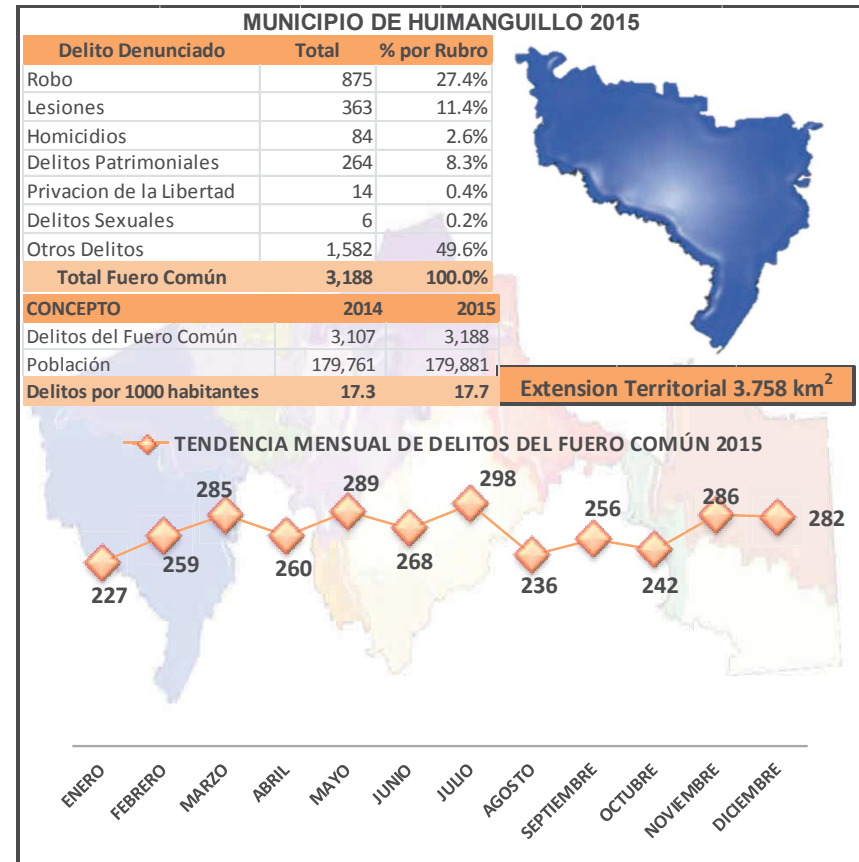 MUNICIPIO DE HUIMANGUILLO 2015
Delito Denunciado Total % por Rubro
Robo 875 27.4%
Lesiones 363 11.4%
Homicidios 84 2.6%
Delitos Patrimoniales 264 8.3%
Privacion de la Libertad 14 0.4%
Delitos Sexuales 6 0.2%
Otros Delitos 1,582 49.6%
Total Fuero Común 3,188 100.0%
CONCEPTO 2014 2015
Delitos del Fuero Común 3,107 3,188
Población 179,761 179,881
Delitos por 1000 habitantes 17.3 17.7
Extension Territorial 3.758 km²
TENDENCIA MENSUAL DE DELITOS DEL FUERO COMÚN 2015
227 259 285 260 289 268 298 236 256 242 286 282
ENERO FEBRERO MARZO ABRIL MAYO JUNIO JULIO AGOSTO SEPTIEMBRE OCTUBRE NOVIEMBRE DICIEMBRE